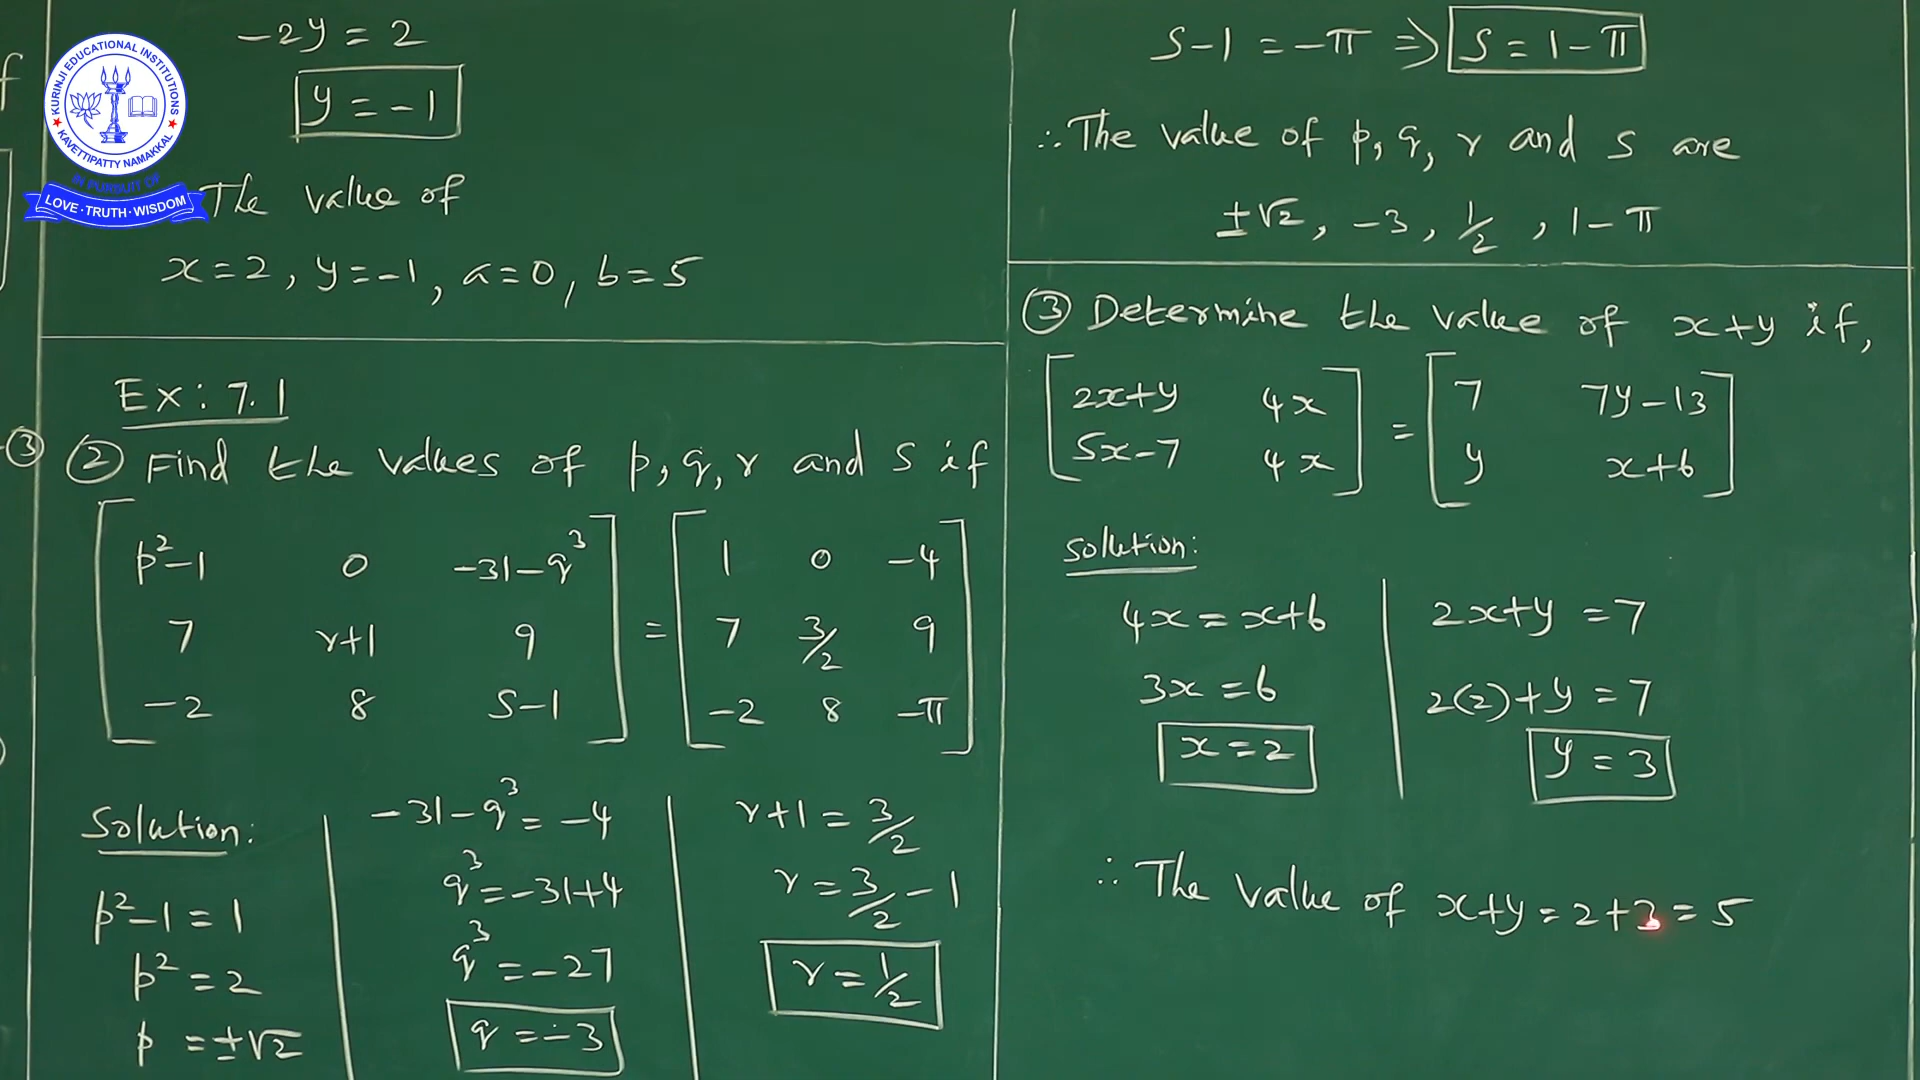 KURINJI EDUCATIONAL INSTITUTIONS
KAVETTIPATTY NAMAKKAL
IN PURSUIT OF
LOVE · TRUTH · WISDOM
-2y = 2
y = -1
The value of
x=2, y=-1, a=0, b=5
Ex: 7.1
③ ② Find the values of p, q, r and s if
[ p²-1 0 -31-q³ ] = [ 1 0 -4 ]
[ 7 r+1 9 ] = [ 7 3/2 9 ]
[ -2 8 s-1 ] = [ -2 8 -π ]
Solution:
p²-1 = 1
p² = 2
p = ±√2
-31-q³ = -4
q³ = -31+4
q³ = -27
q = -3
r+1 = 3/2
r = 3/2 - 1
r = 1/2
s-1 = -π ⇒ s = 1-π
∴ The value of p, q, r and s are
±√2, -3, 1/2, 1-π
③ Determine the value of x+y if,
[ 2x+y 4x ] = [ 7 7y-13 ]
[ 5x-7 4x ] = [ y x+6 ]
Solution:
4x = x+6
3x = 6
x = 2
2x+y = 7
2(2)+y = 7
y = 3
∴ The value of x+y = 2+3 = 5